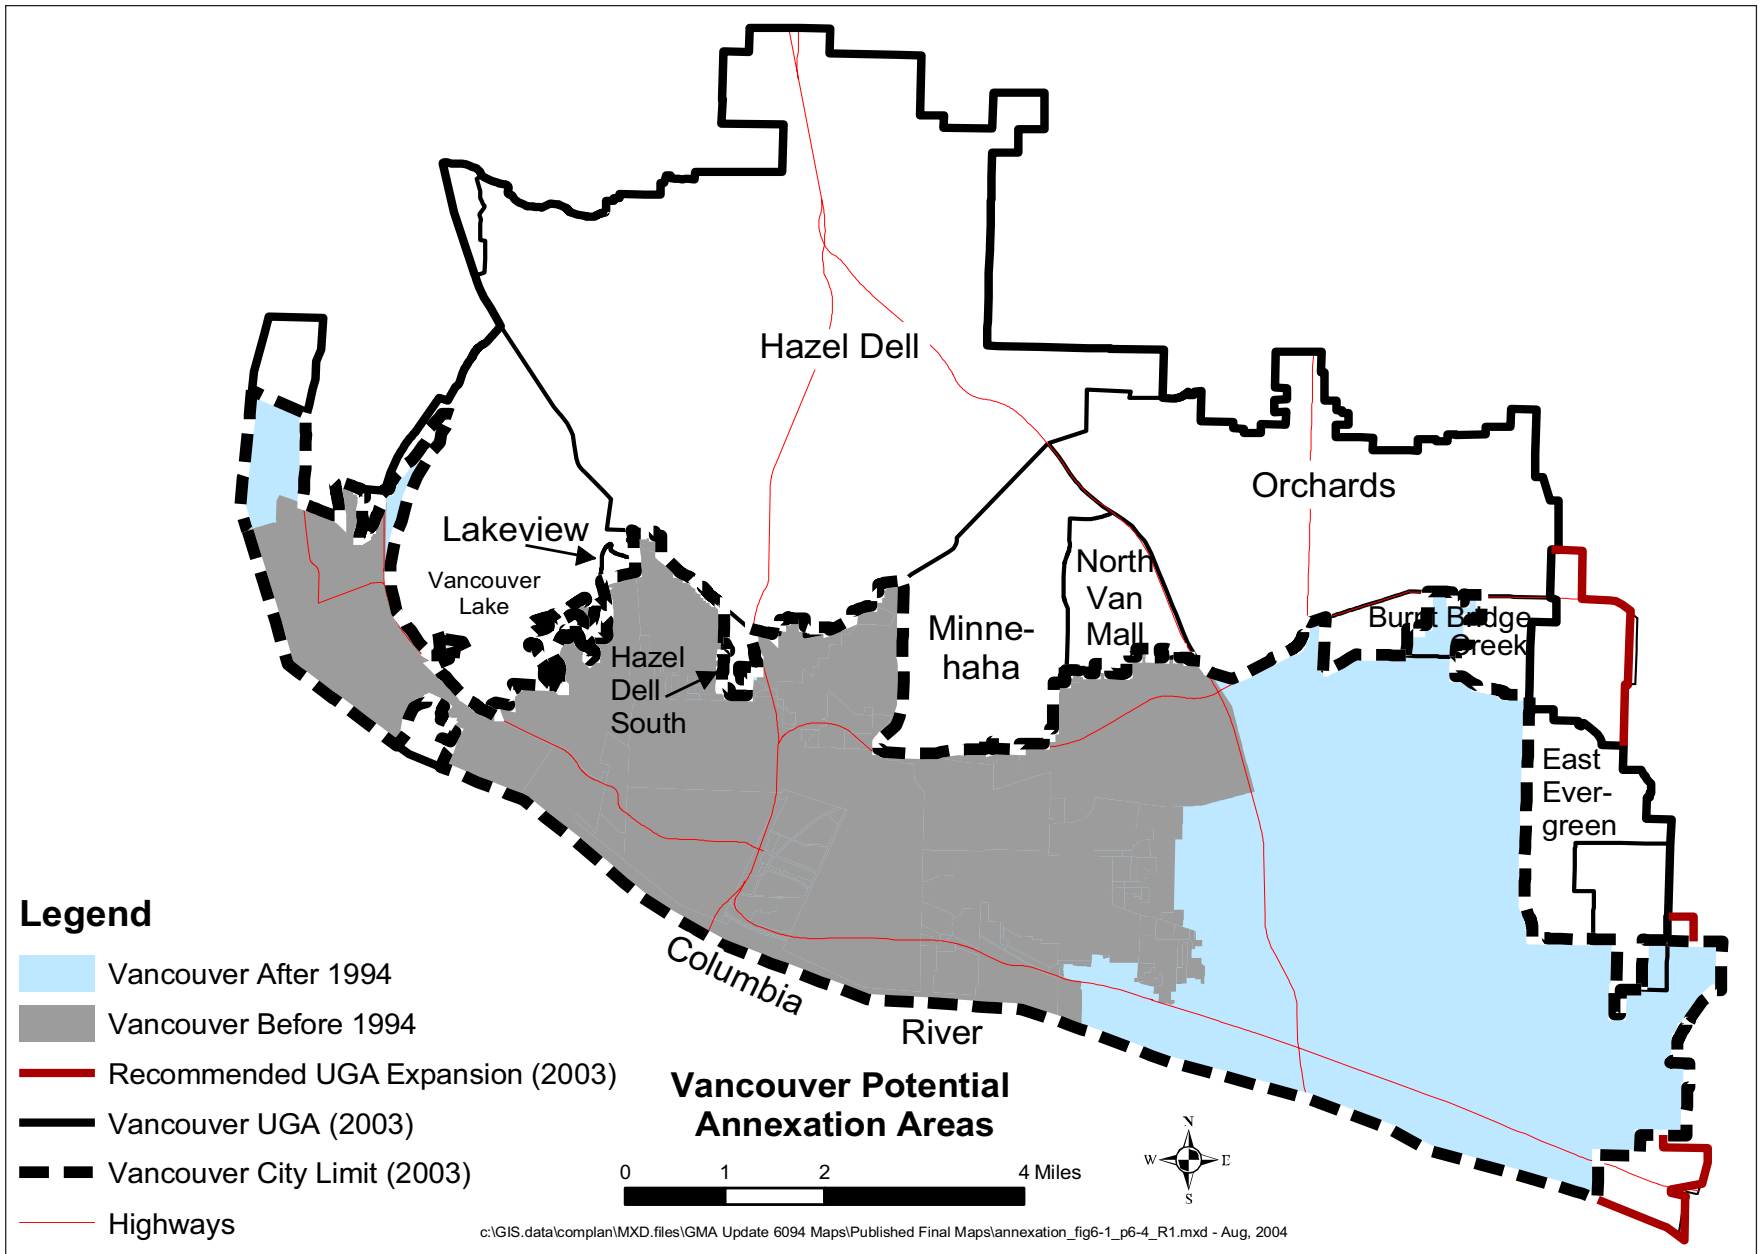 Hazel Dell
Orchards
Lakeview
Vancouver
Lake
North
Van
Mall
Burnt Bridge
Creek
Minne-
haha
Hazel
Dell
South
East
Ever-
green
Columbia
River
Legend
Vancouver After 1994
Vancouver Before 1994
Recommended UGA Expansion (2003)
Vancouver UGA (2003)
Vancouver City Limit (2003)
Highways
Vancouver Potential
Annexation Areas
0 1 2 4 Miles
N
W E
S
c:\GIS.data\complan\MXD.files\GMA Update 6094 Maps\Published Final Maps\annexation_fig6-1_p6-4_R1.mxd - Aug, 2004